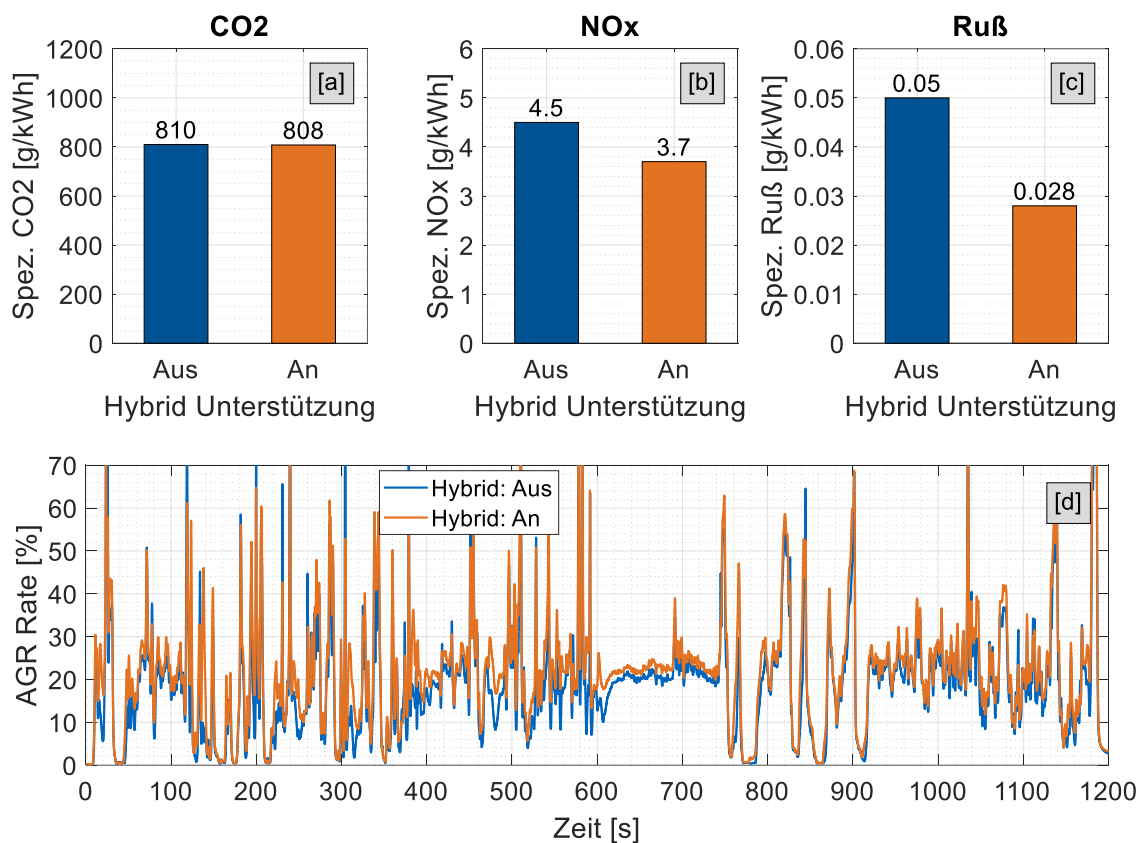 CO2
1200
1000
800
600
400
200
0
Spez. CO2 [g/kWh]
[a]
810
808
Aus
An
Hybrid Unterstützung
NOx
6
5
4
3
2
1
0
Spez. NOx [g/kWh]
[b]
4.5
3.7
Aus
An
Hybrid Unterstützung
Ruß
0.06
0.05
0.04
0.03
0.02
0.01
0
Spez. Ruß [g/kWh]
[c]
0.05
0.028
Aus
An
Hybrid Unterstützung
70
60
50
40
30
20
10
0
AGR Rate [%]
Hybrid: Aus
Hybrid: An
[d]
0 100 200 300 400 500 600 700 800 900 1000 1100 1200
Zeit [s]